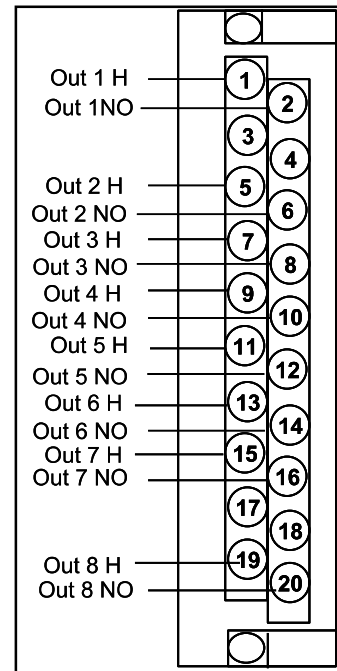 Out 1 H
1
Out 1NO
2
3
4
Out 2 H
5
Out 2 NO
6
Out 3 H
7
Out 3 NO
8
Out 4 H
9
Out 4 NO
10
Out 5 H
11
Out 5 NO
12
Out 6 H
13
Out 6 NO
14
Out 7 H
15
Out 7 NO
16
17
18
Out 8 H
19
Out 8 NO
20